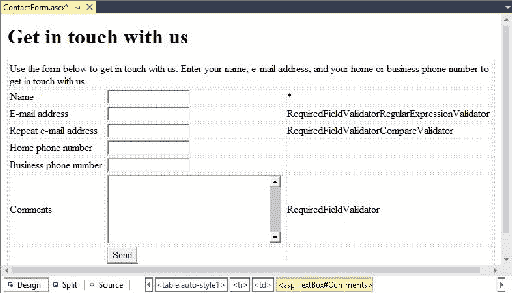 ContactForm.ascx*
Get in touch with us
Use the form below to get in touch with us. Enter your name, e-mail address, and your home or business phone number to
get in touch with us.
Name *
E-mail address RequiredFieldValidatorRegularExpressionValidator
Repeat e-mail address RequiredFieldValidatorCompareValidator
Home phone number
Business phone number
Comments RequiredFieldValidator
Send
Design Split Source <table.auto-style1> <tr> <td> <asp:TextBox#Comments>